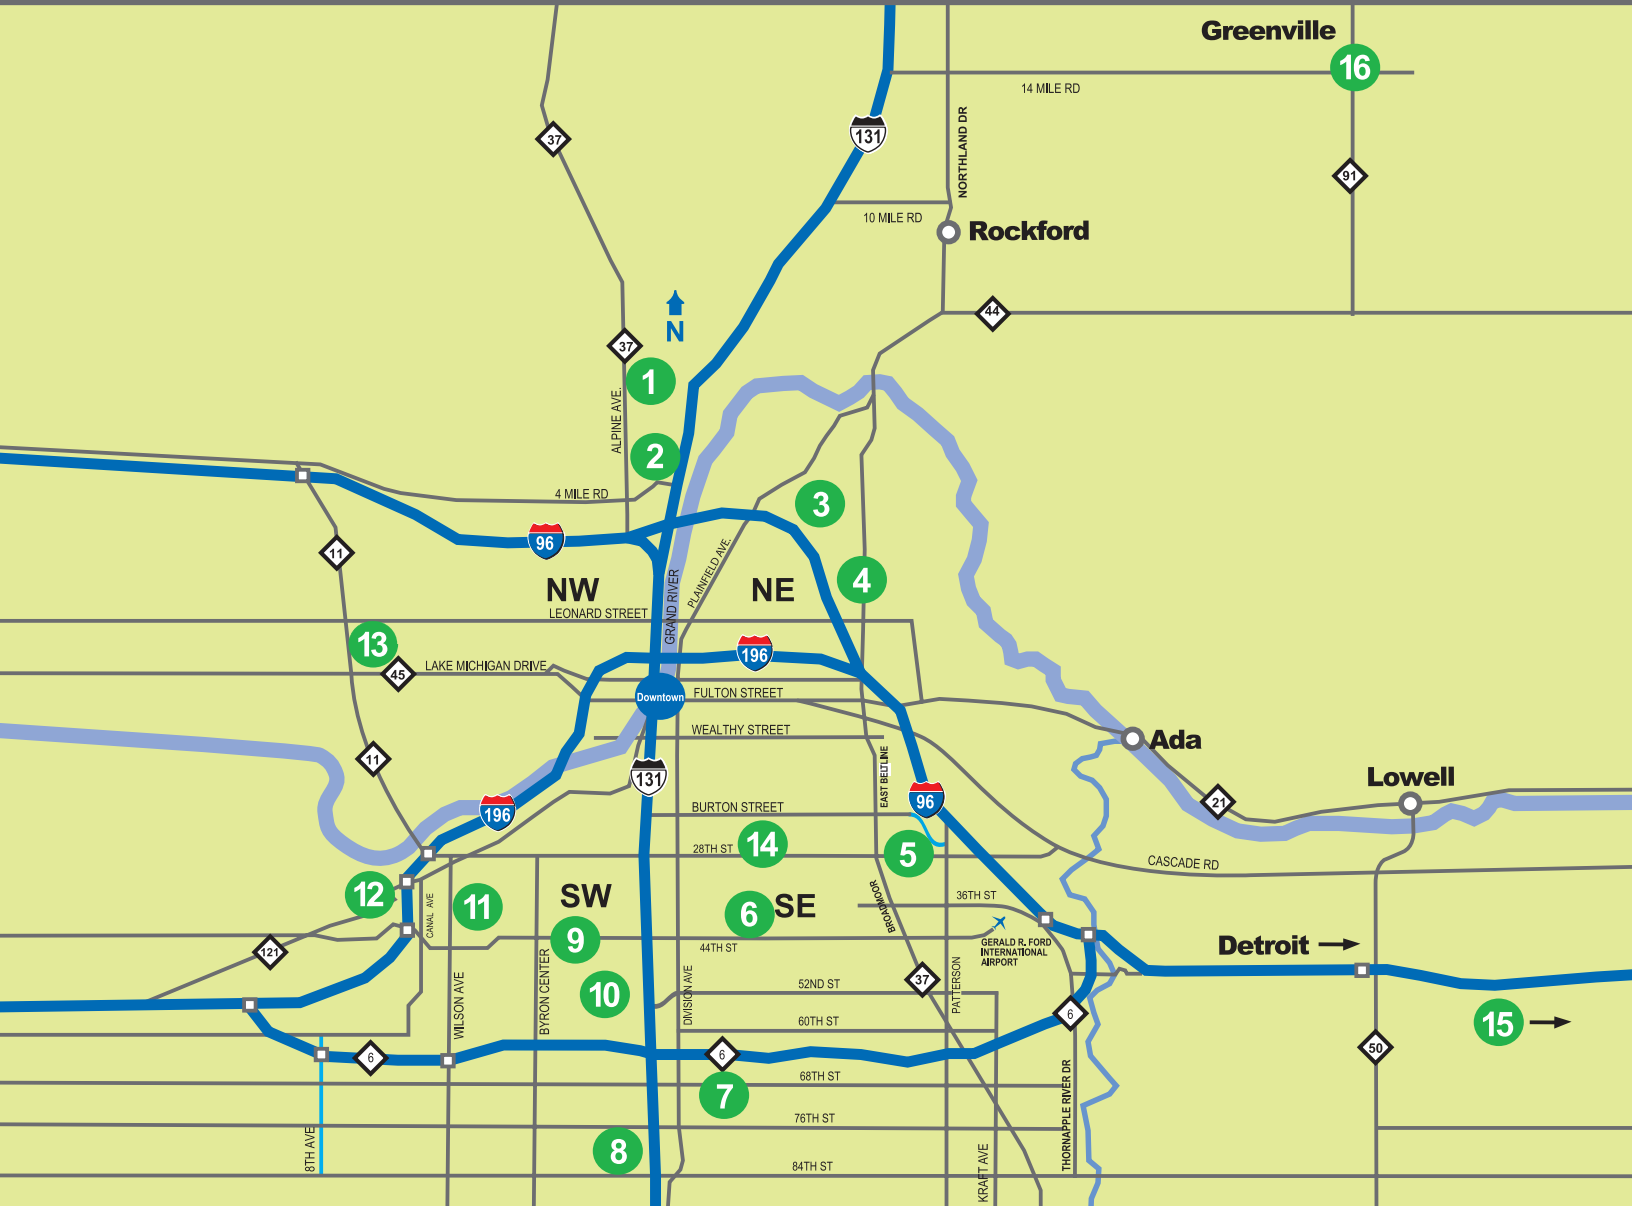 Greenville
16
14 MILE RD
131
37
NORTHLAND DR
91
10 MILE RD
Rockford
44
N
37
1
ALPINE AVE.
2
4 MILE RD
3
96
11
PLAINFIELD AVE.
4
NW
NE
GRAND RIVER
LEONARD STREET
13
196
LAKE MICHIGAN DRIVE
45
Downtown
FULTON STREET
WEALTHY STREET
Ada
11
131
EAST BELTLINE
Lowell
96
21
196
BURTON STREET
14
28TH ST
5
CASCADE RD
12
11
CANAL AVE
SW
6
SE
BROADMOOR
36TH ST
9
44TH ST
GERALD R. FORD
INTERNATIONAL
AIRPORT
Detroit
121
37
10
52ND ST
PATTERSON
WILSON AVE
BYRON CENTER
DIVISION AVE
6
15
60TH ST
50
6
6
68TH ST
7
THORNAPPLE RIVER DR
76TH ST
8TH AVE
8
84TH ST
KRAFT AVE